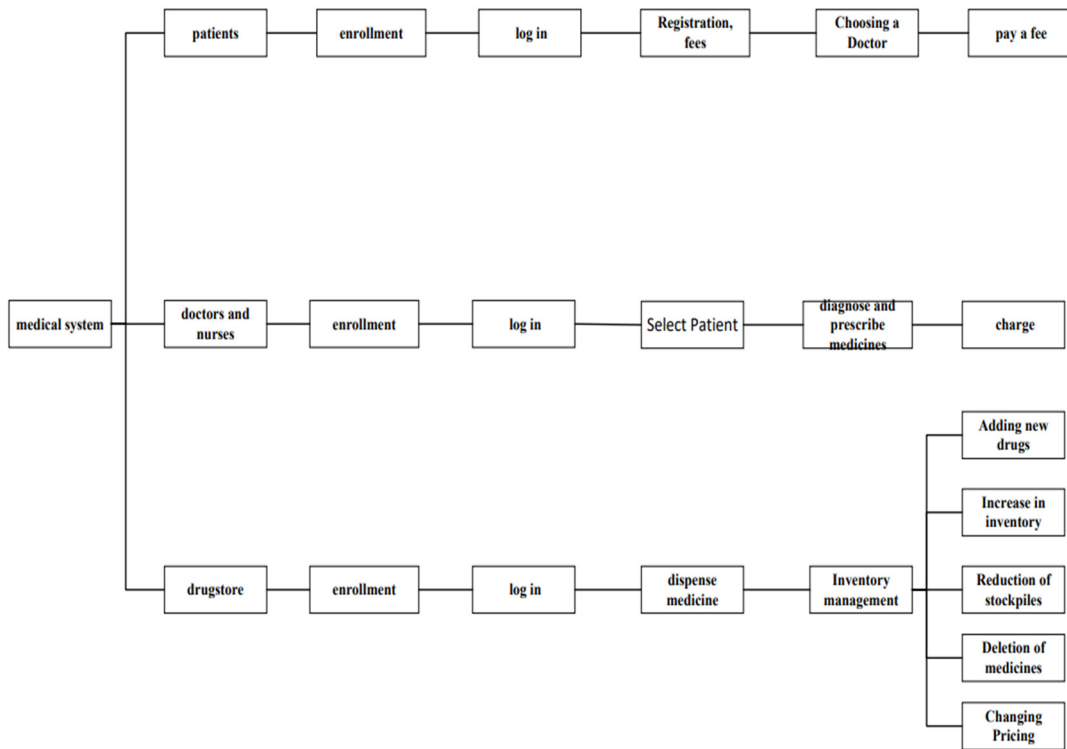 patients
enrollment
log in
Registration,
fees
Choosing a
Doctor
pay a fee
medical system
doctors and
nurses
enrollment
log in
Select Patient
diagnose and
prescribe
medicines
charge
Adding new
drugs
Increase in
inventory
drugstore
enrollment
log in
dispense
medicine
Inventory
management
Reduction of
stockpiles
Deletion of
medicines
Changing
Pricing